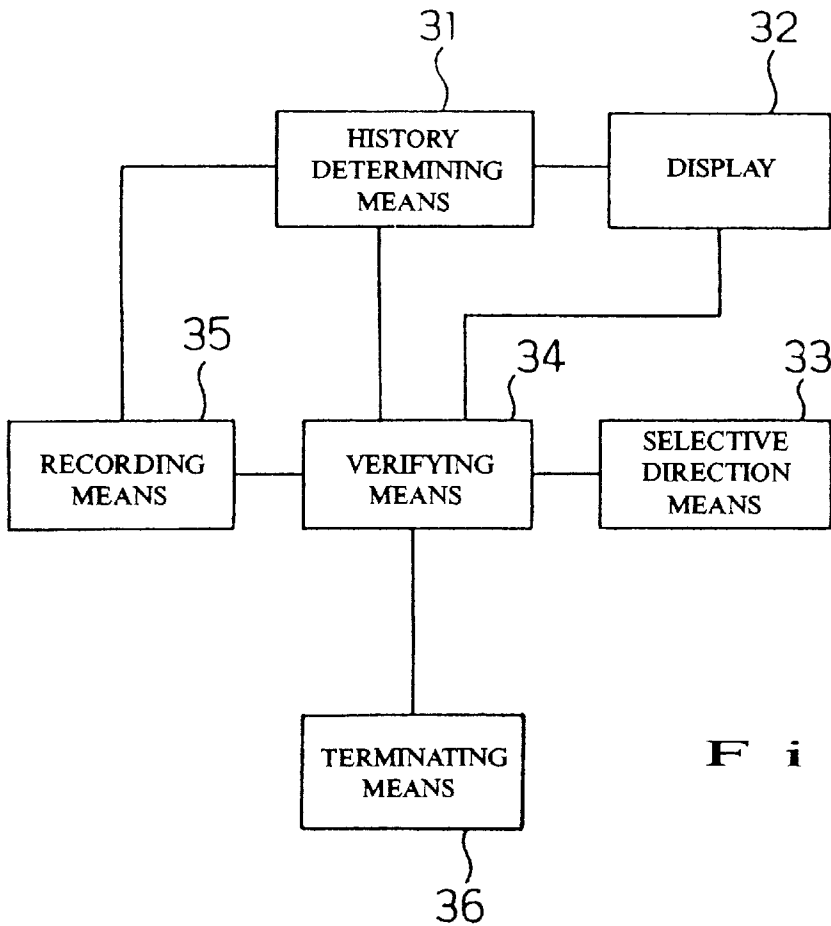 31
32
HISTORY
DETERMINING
MEANS
DISPLAY
35
34
33
RECORDING
MEANS
VERIFYING
MEANS
SELECTIVE
DIRECTION
MEANS
TERMINATING
MEANS
F i
36